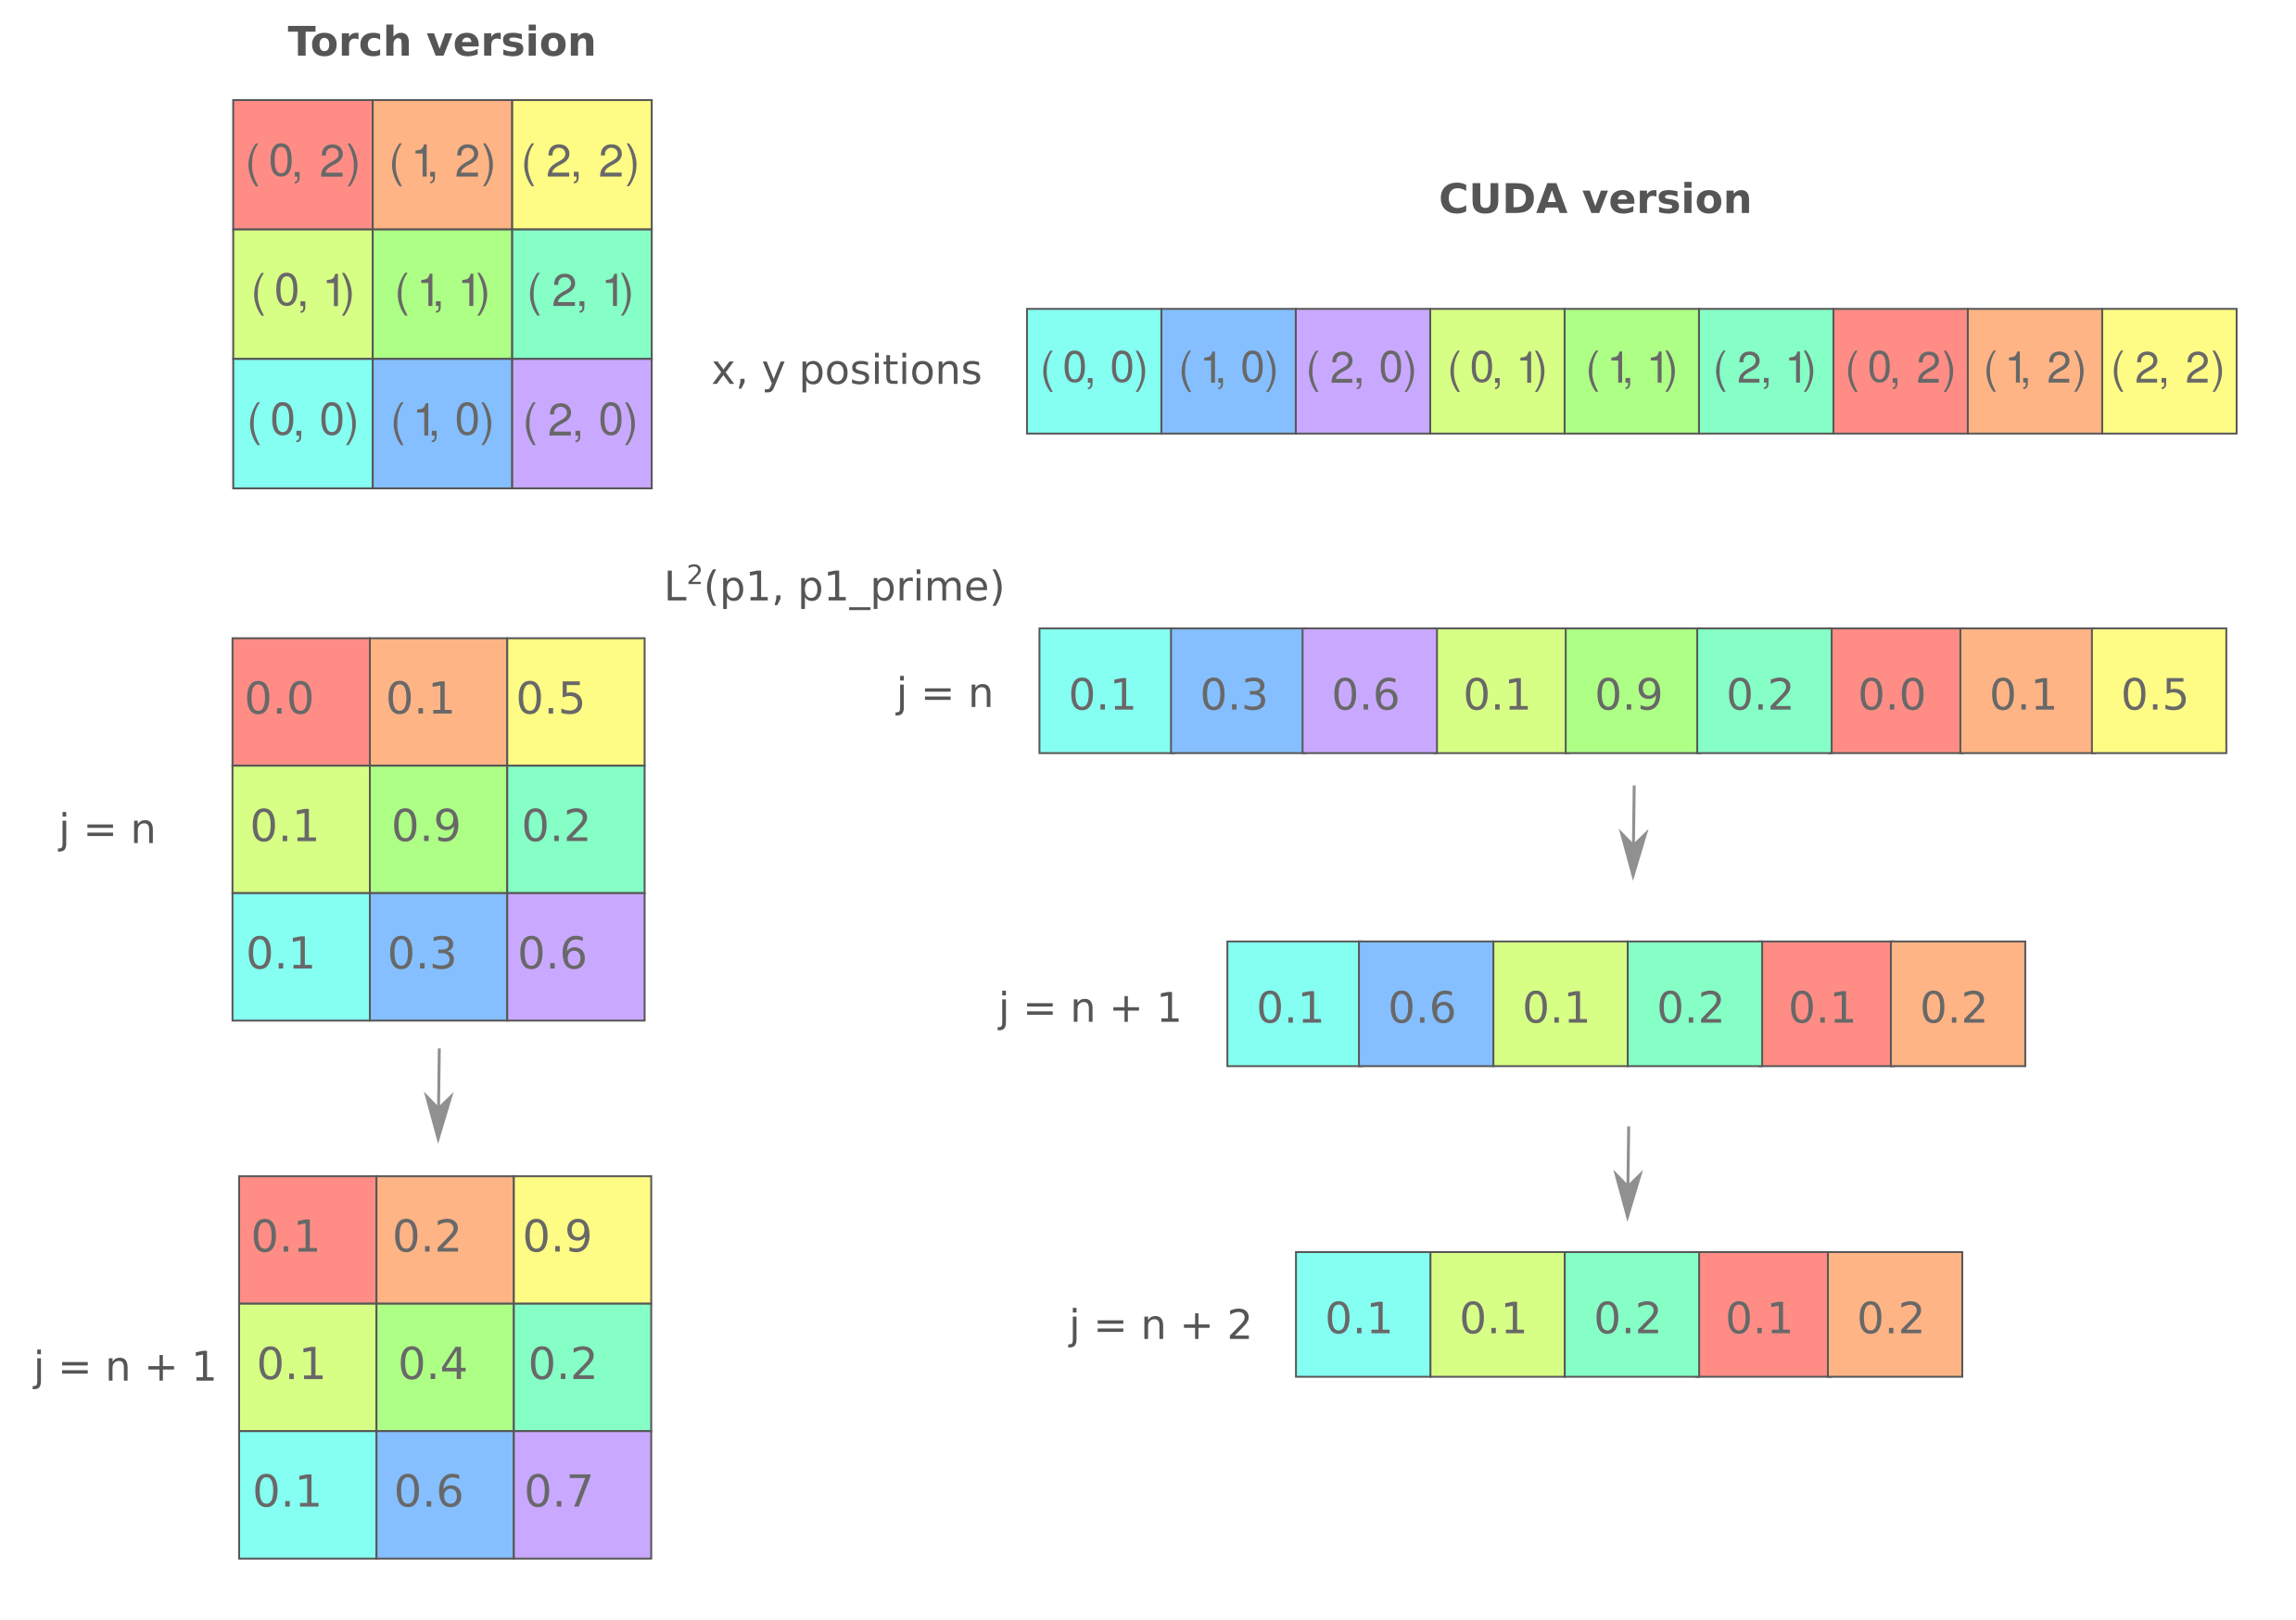 Torch version
(0, 2) (1, 2) (2, 2)
(0, 1) (1, 1) (2, 1)
(0, 0) (1, 0) (2, 0)
CUDA version
x, y positions (0, 0) (1, 0) (2, 0) (0, 1) (1, 1) (2, 1) (0, 2) (1, 2) (2, 2)
L²(p1, p1_prime)
j = n
0.0 0.1 0.5
0.1 0.9 0.2
0.1 0.3 0.6
j = n + 1
0.1 0.2 0.9
0.1 0.4 0.2
0.1 0.6 0.7
j = n 0.1 0.3 0.6 0.1 0.9 0.2 0.0 0.1 0.5
j = n + 1 0.1 0.6 0.1 0.2 0.1 0.2
j = n + 2 0.1 0.1 0.2 0.1 0.2